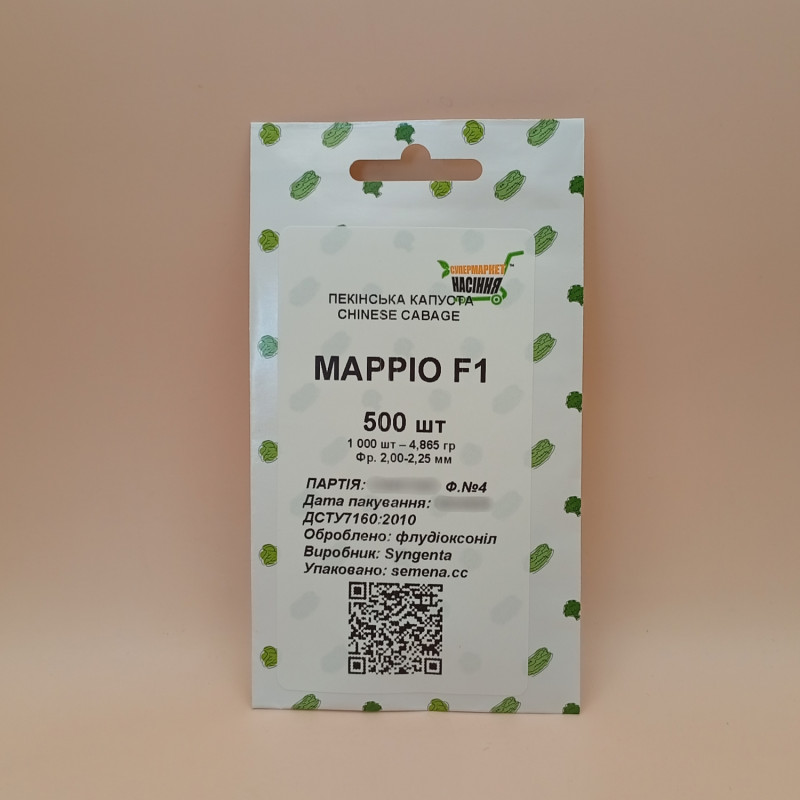 СУПЕРМАРКЕТ™
НАСІННЯ
ПЕКІНСЬКА КАПУСТА
CHINESE CABAGE
МАРРІО F1
500 шт
1 000 шт – 4,865 гр
Фр. 2,00-2,25 мм
ПАРТІЯ: Ф.№4
Дата пакування:
ДСТУ7160:2010
Оброблено: флудіоксоніл
Виробник: Syngenta
Упаковано: semena.cc